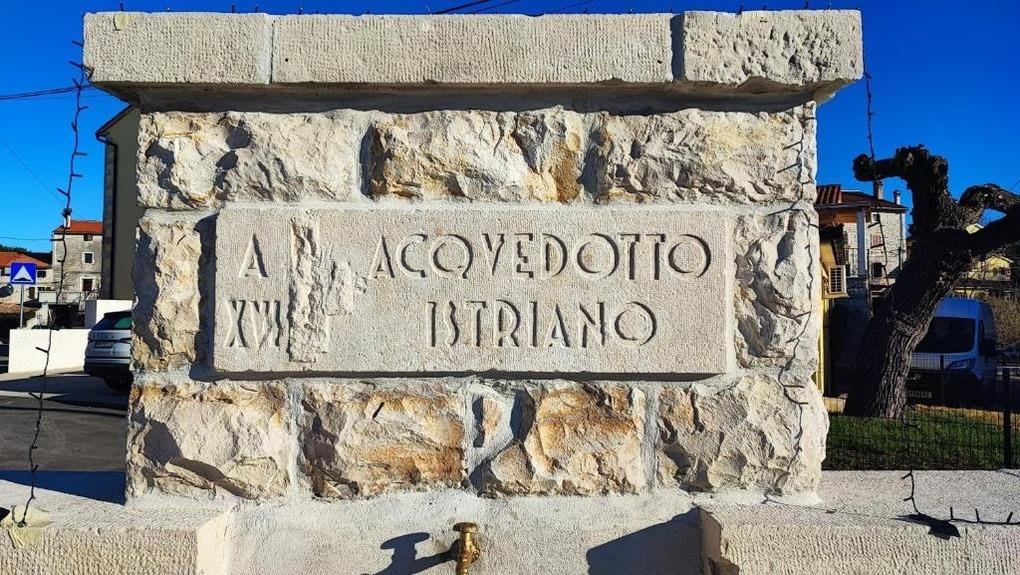 A
XVI
ACQVEDOTTO
ISTRIANO